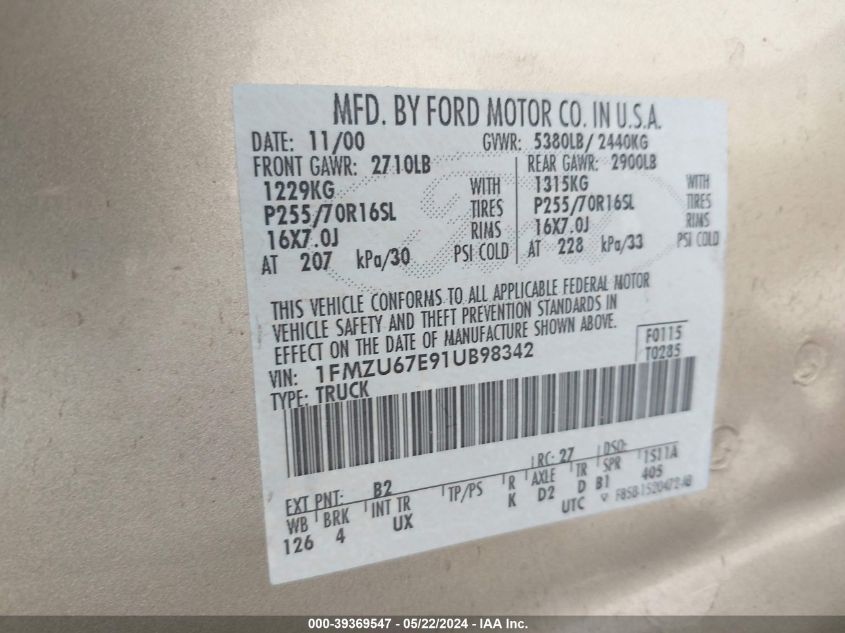 MFD. BY FORD MOTOR CO. IN U.S.A.
DATE: 11/00 GVWR: 5380LB/ 2440KG
FRONT GAWR: 2710LB REAR GAWR: 2900LB
1229KG WITH 1315KG WITH
P255/70R16SL TIRES P255/70R16SL TIRES
16X7.0J RIMS 16X7.0J RIMS
AT 207 kPa/30 PSI COLD AT 228 kPa/33 PSI COLD
THIS VEHICLE CONFORMS TO ALL APPLICABLE FEDERAL MOTOR
VEHICLE SAFETY AND THEFT PREVENTION STANDARDS IN
EFFECT ON THE DATE OF MANUFACTURE SHOWN ABOVE.
F0115
VIN: 1FMZU67E91UB98342 T0285
TYPE: TRUCK
EXT PNT: B2 RC: 27 DSO:
WB BRK INT TR TP/PS R AXLE TR SPR 1S11A
126 4 UX K D2 D B1 405
UTC F85B-1520472-AB
000-39369547 - 05/22/2024 - IAA Inc.